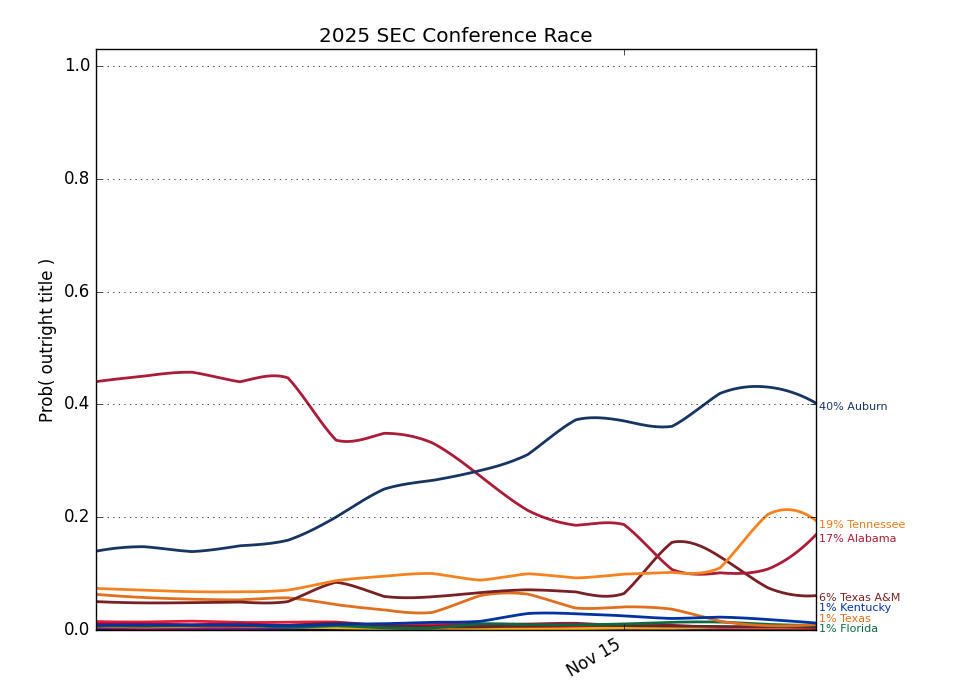 2025 SEC Conference Race
Prob( outright title )
1.0
0.8
0.6
0.4
0.2
0.0
Nov 15
40% Auburn
19% Tennessee
17% Alabama
6% Texas A&M
1% Kentucky
1% Texas
1% Florida